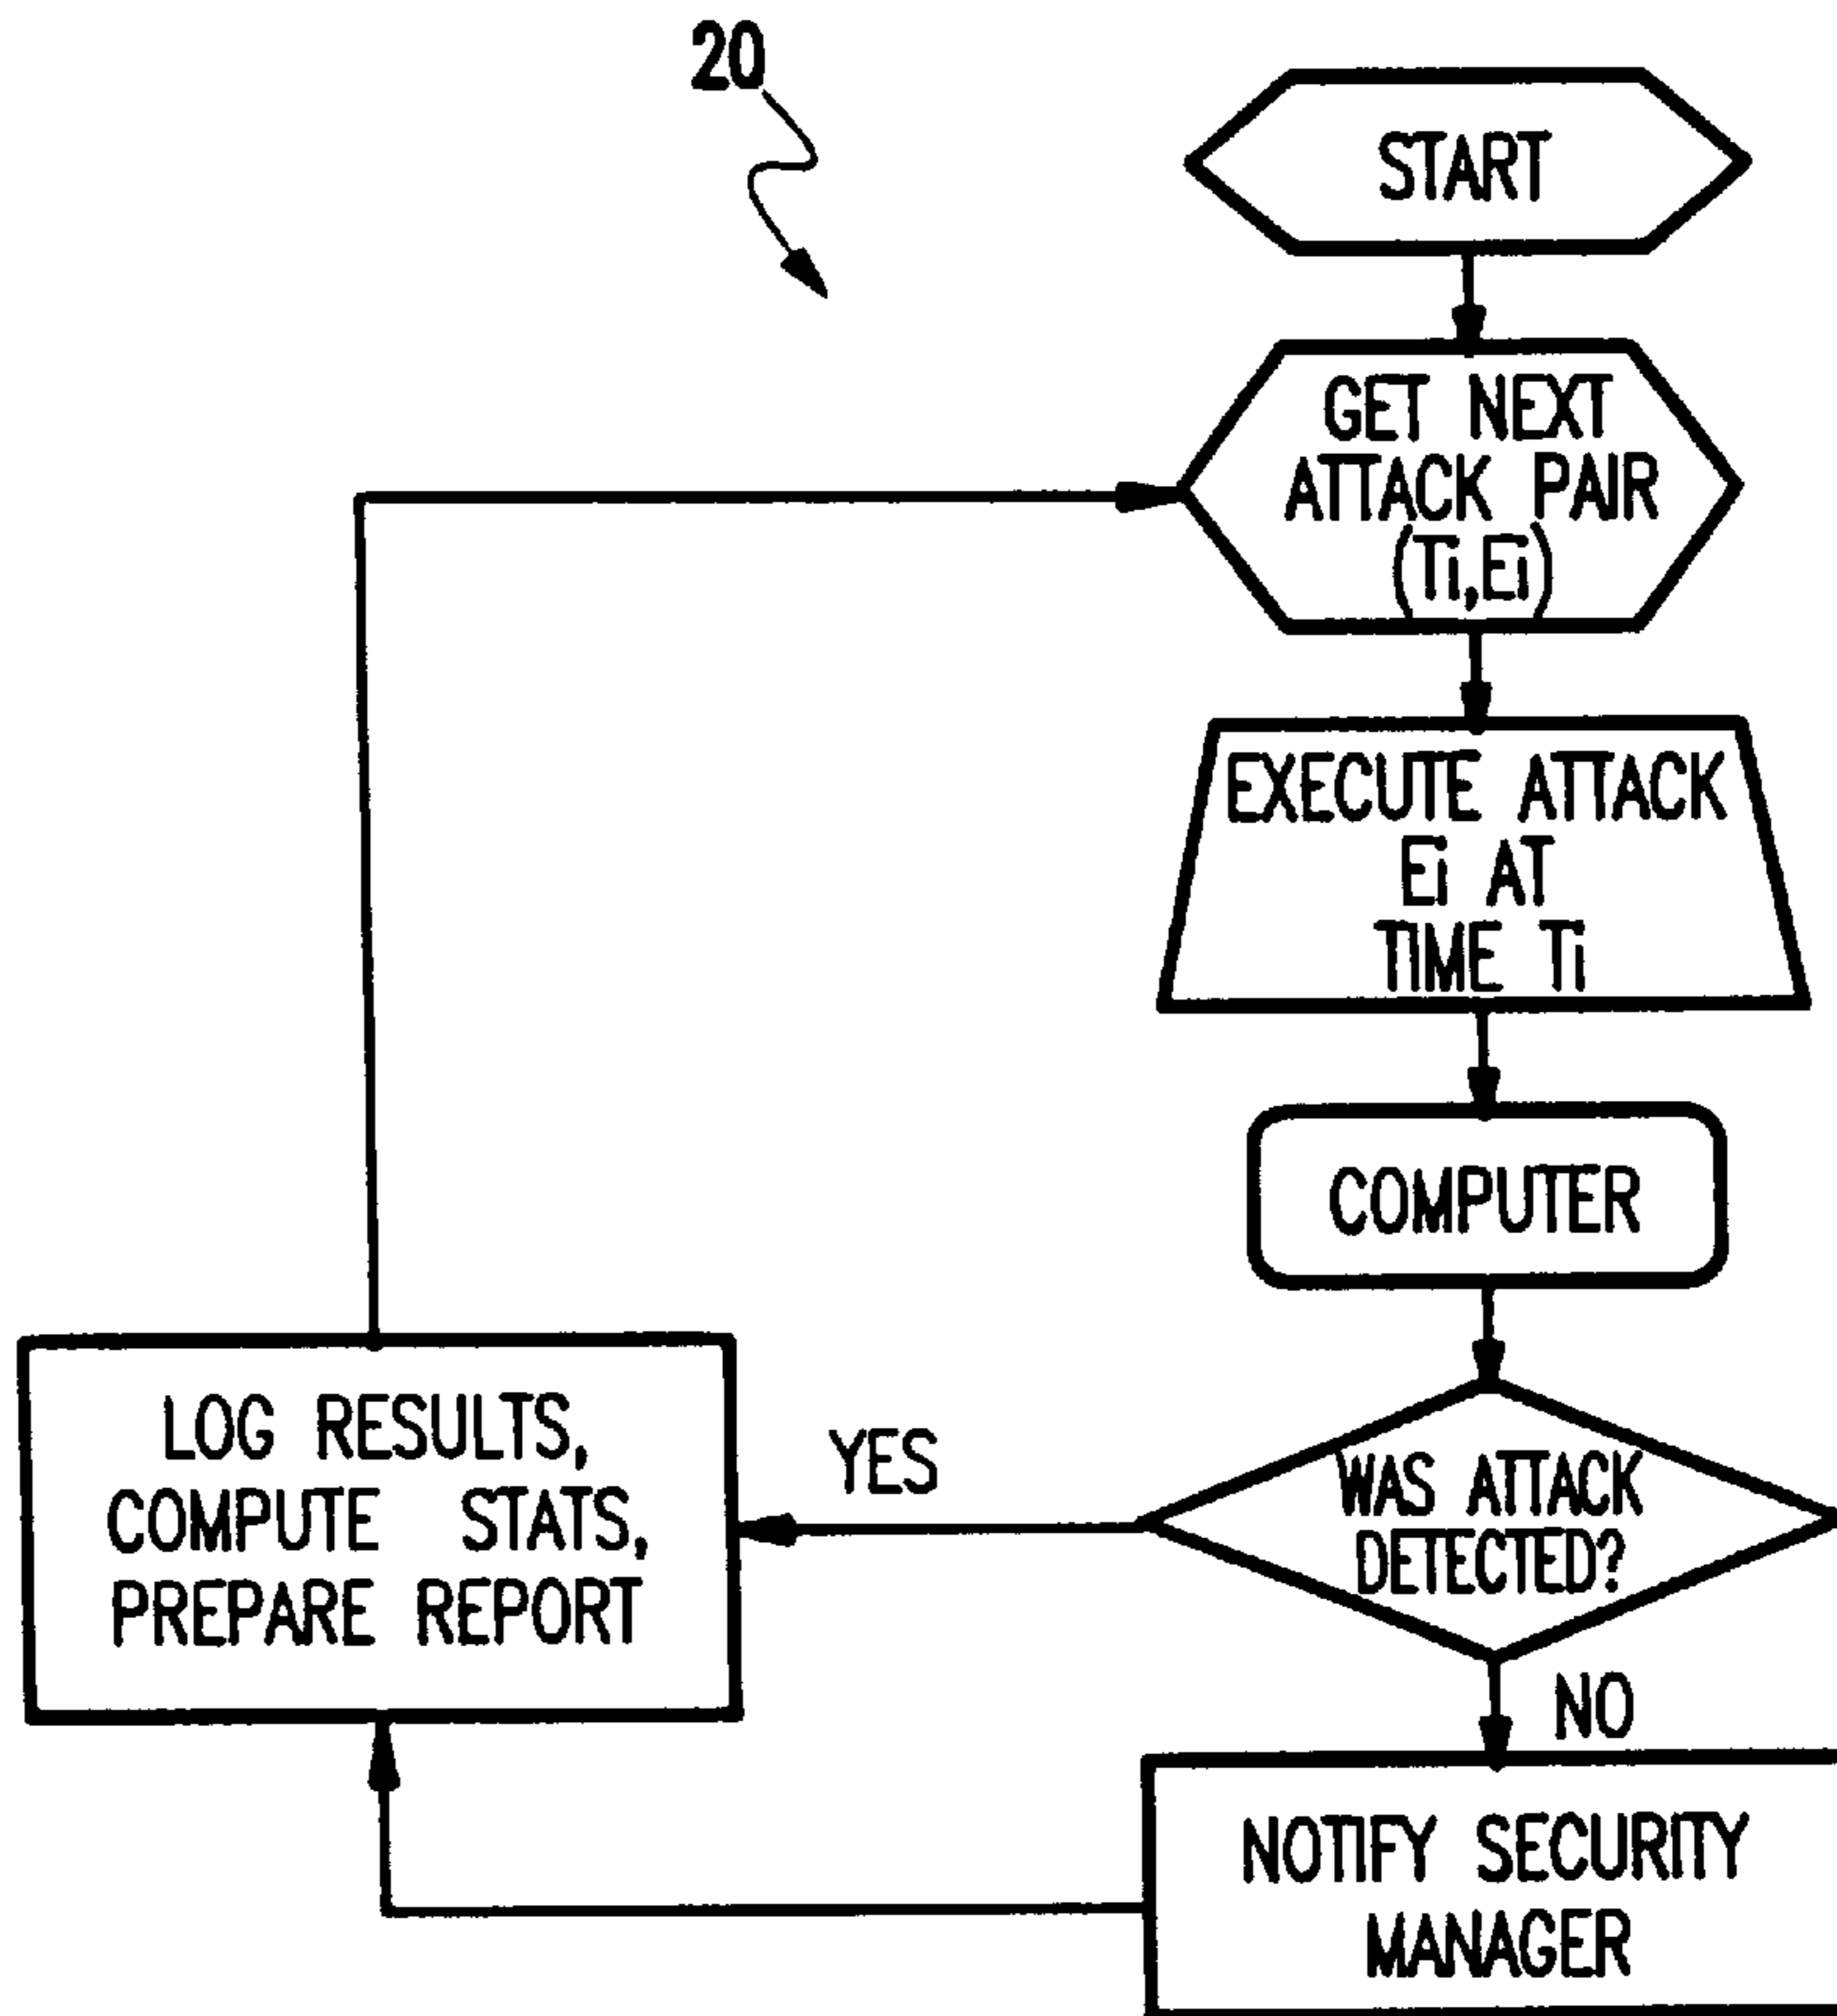 20
START
GET NEXT
ATTACK PAIR
(Ti,Ei)
EXECUTE ATTACK
Ei AT
TIME Ti
COMPUTER
WAS ATTACK
DETECTED?
YES
LOG RESULTS,
COMPUTE STATS,
PREPARE REPORT
NO
NOTIFY SECURITY
MANAGER